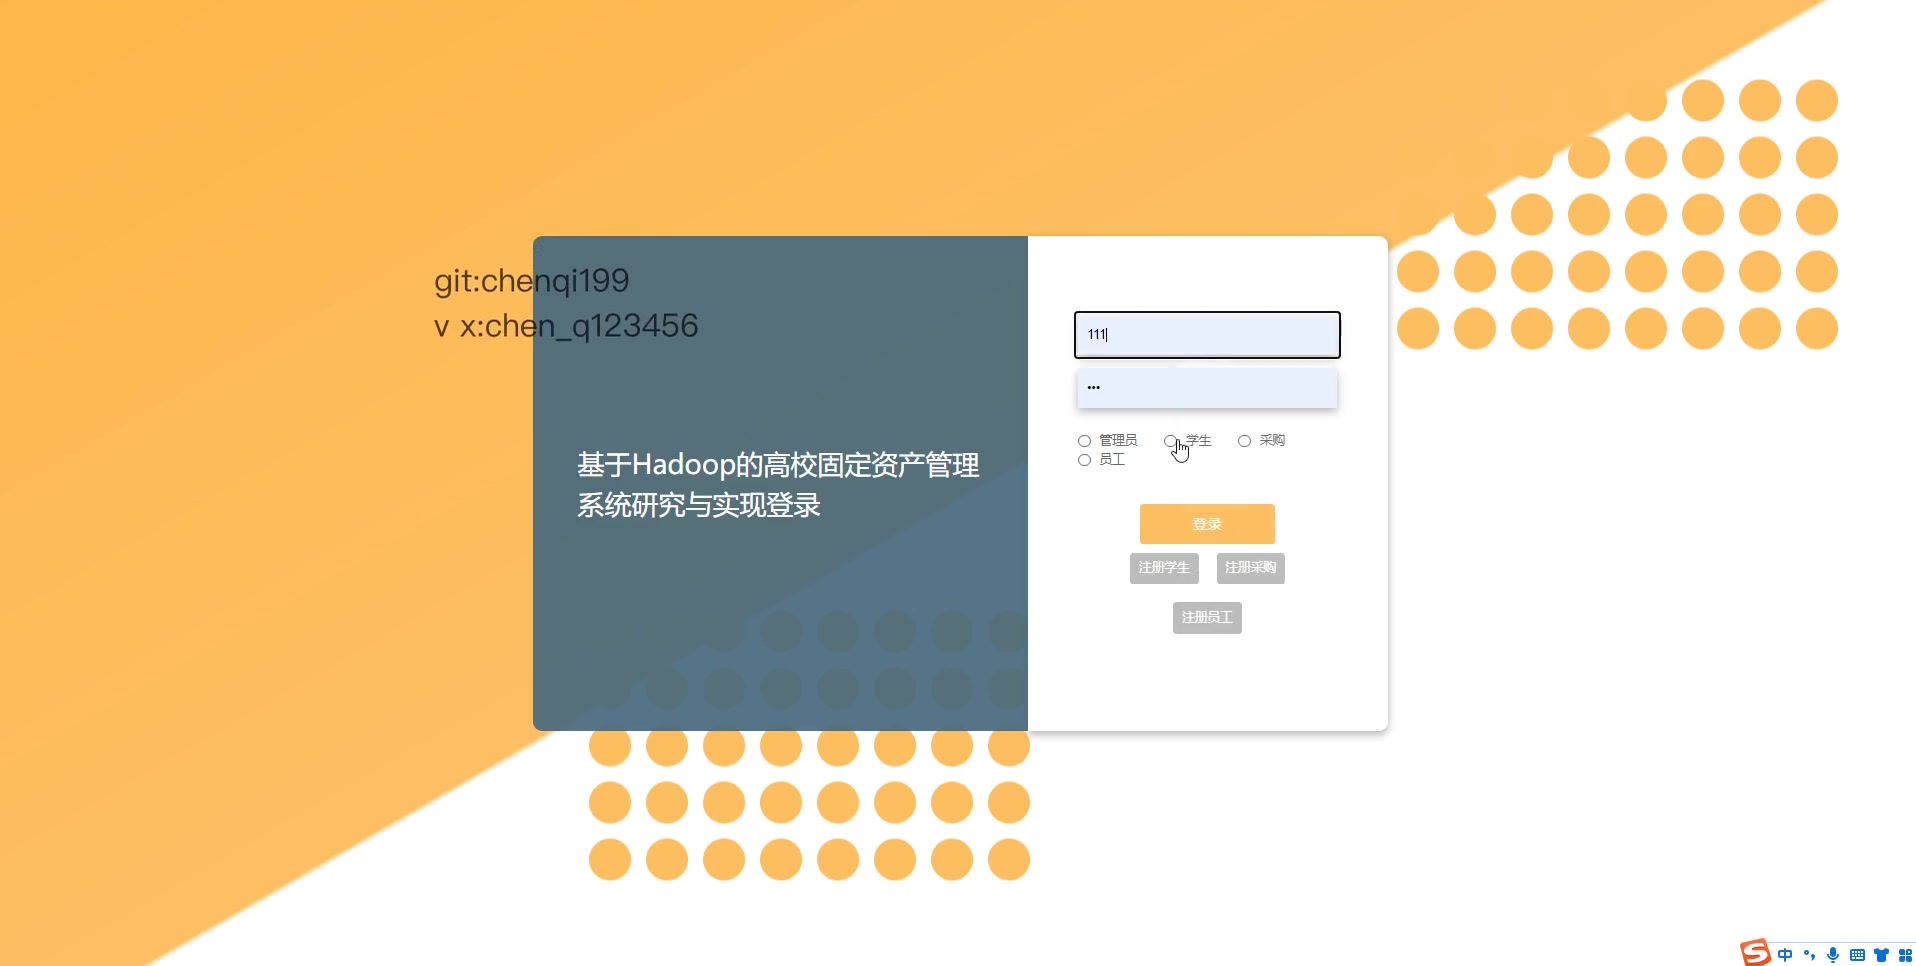 git:chenqi199
v x:chen_q123456
基于Hadoop的高校固定资产管理
系统研究与实现登录
111
•••
管理员 学生 采购
员工
登录
注册学生 注册采购
注册员工
S 中